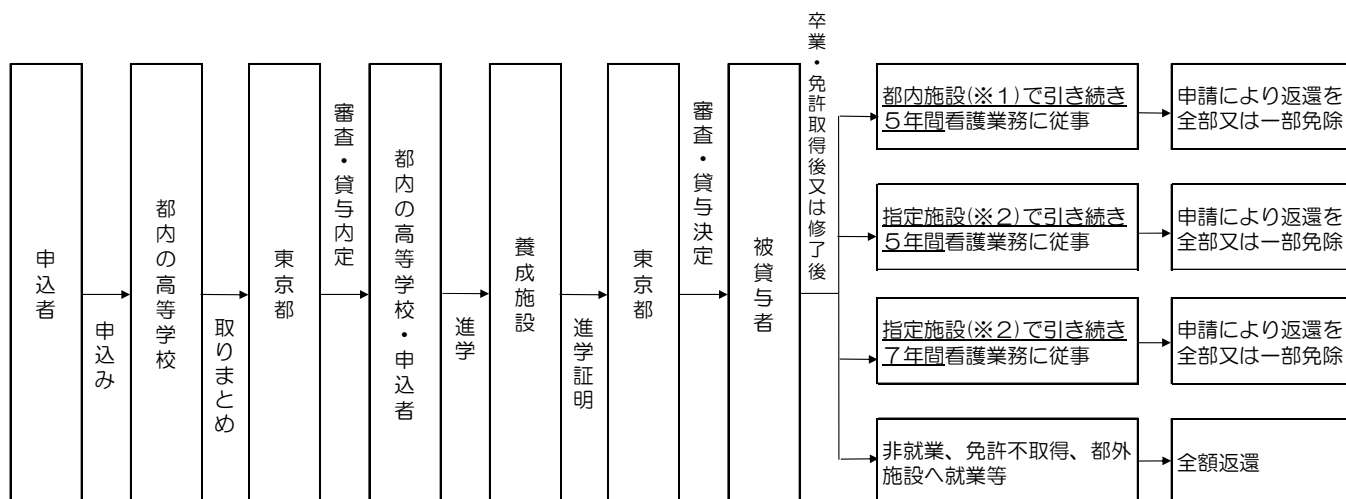 申込者
申込み
都内の高等学校
取りまとめ
東京都
審査・貸与内定
都内の高等学校・申込者
進学
養成施設
進学証明
東京都
審査・貸与決定
被貸与者
卒業・免許取得後又は修了後
都内施設(※1)で引き続き
5年間看護業務に従事
申請により返還を
全部又は一部免除
指定施設(※2)で引き続き
5年間看護業務に従事
申請により返還を
全部又は一部免除
指定施設(※2)で引き続き
7年間看護業務に従事
申請により返還を
全部又は一部免除
非就業、免許不取得、都外
施設へ就業等
全額返還